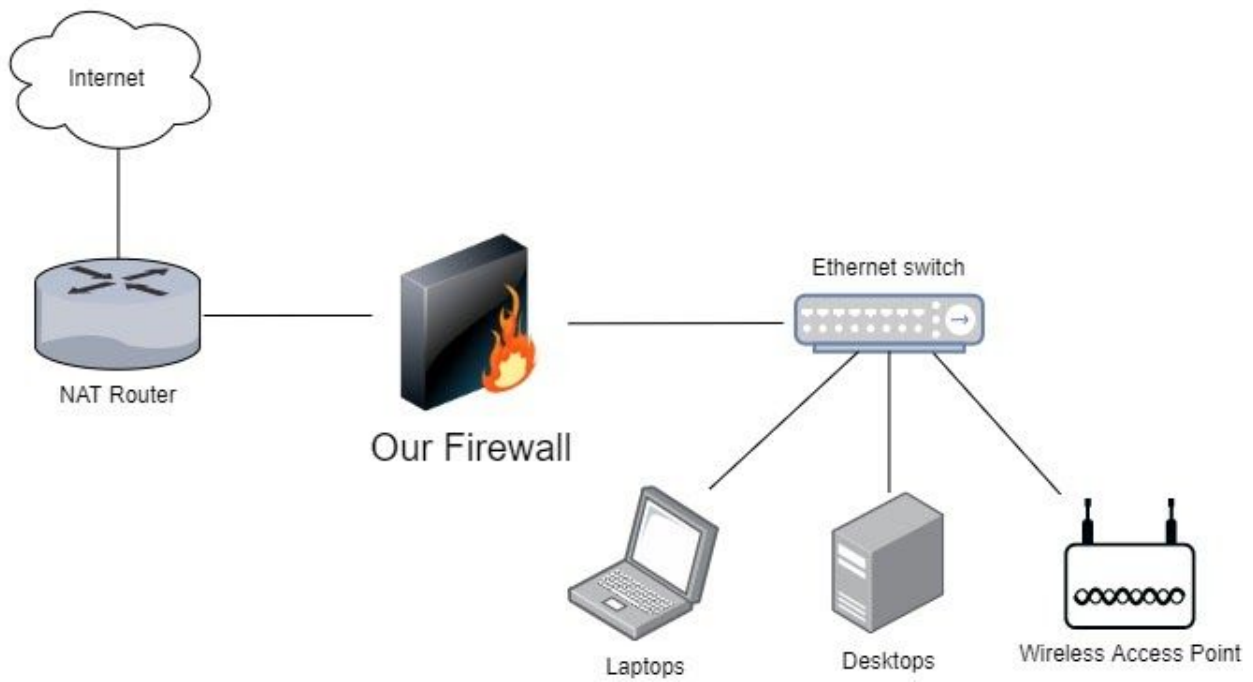 Internet
Ethernet switch
NAT Router
Our Firewall
Laptops
Desktops
Wireless Access Point